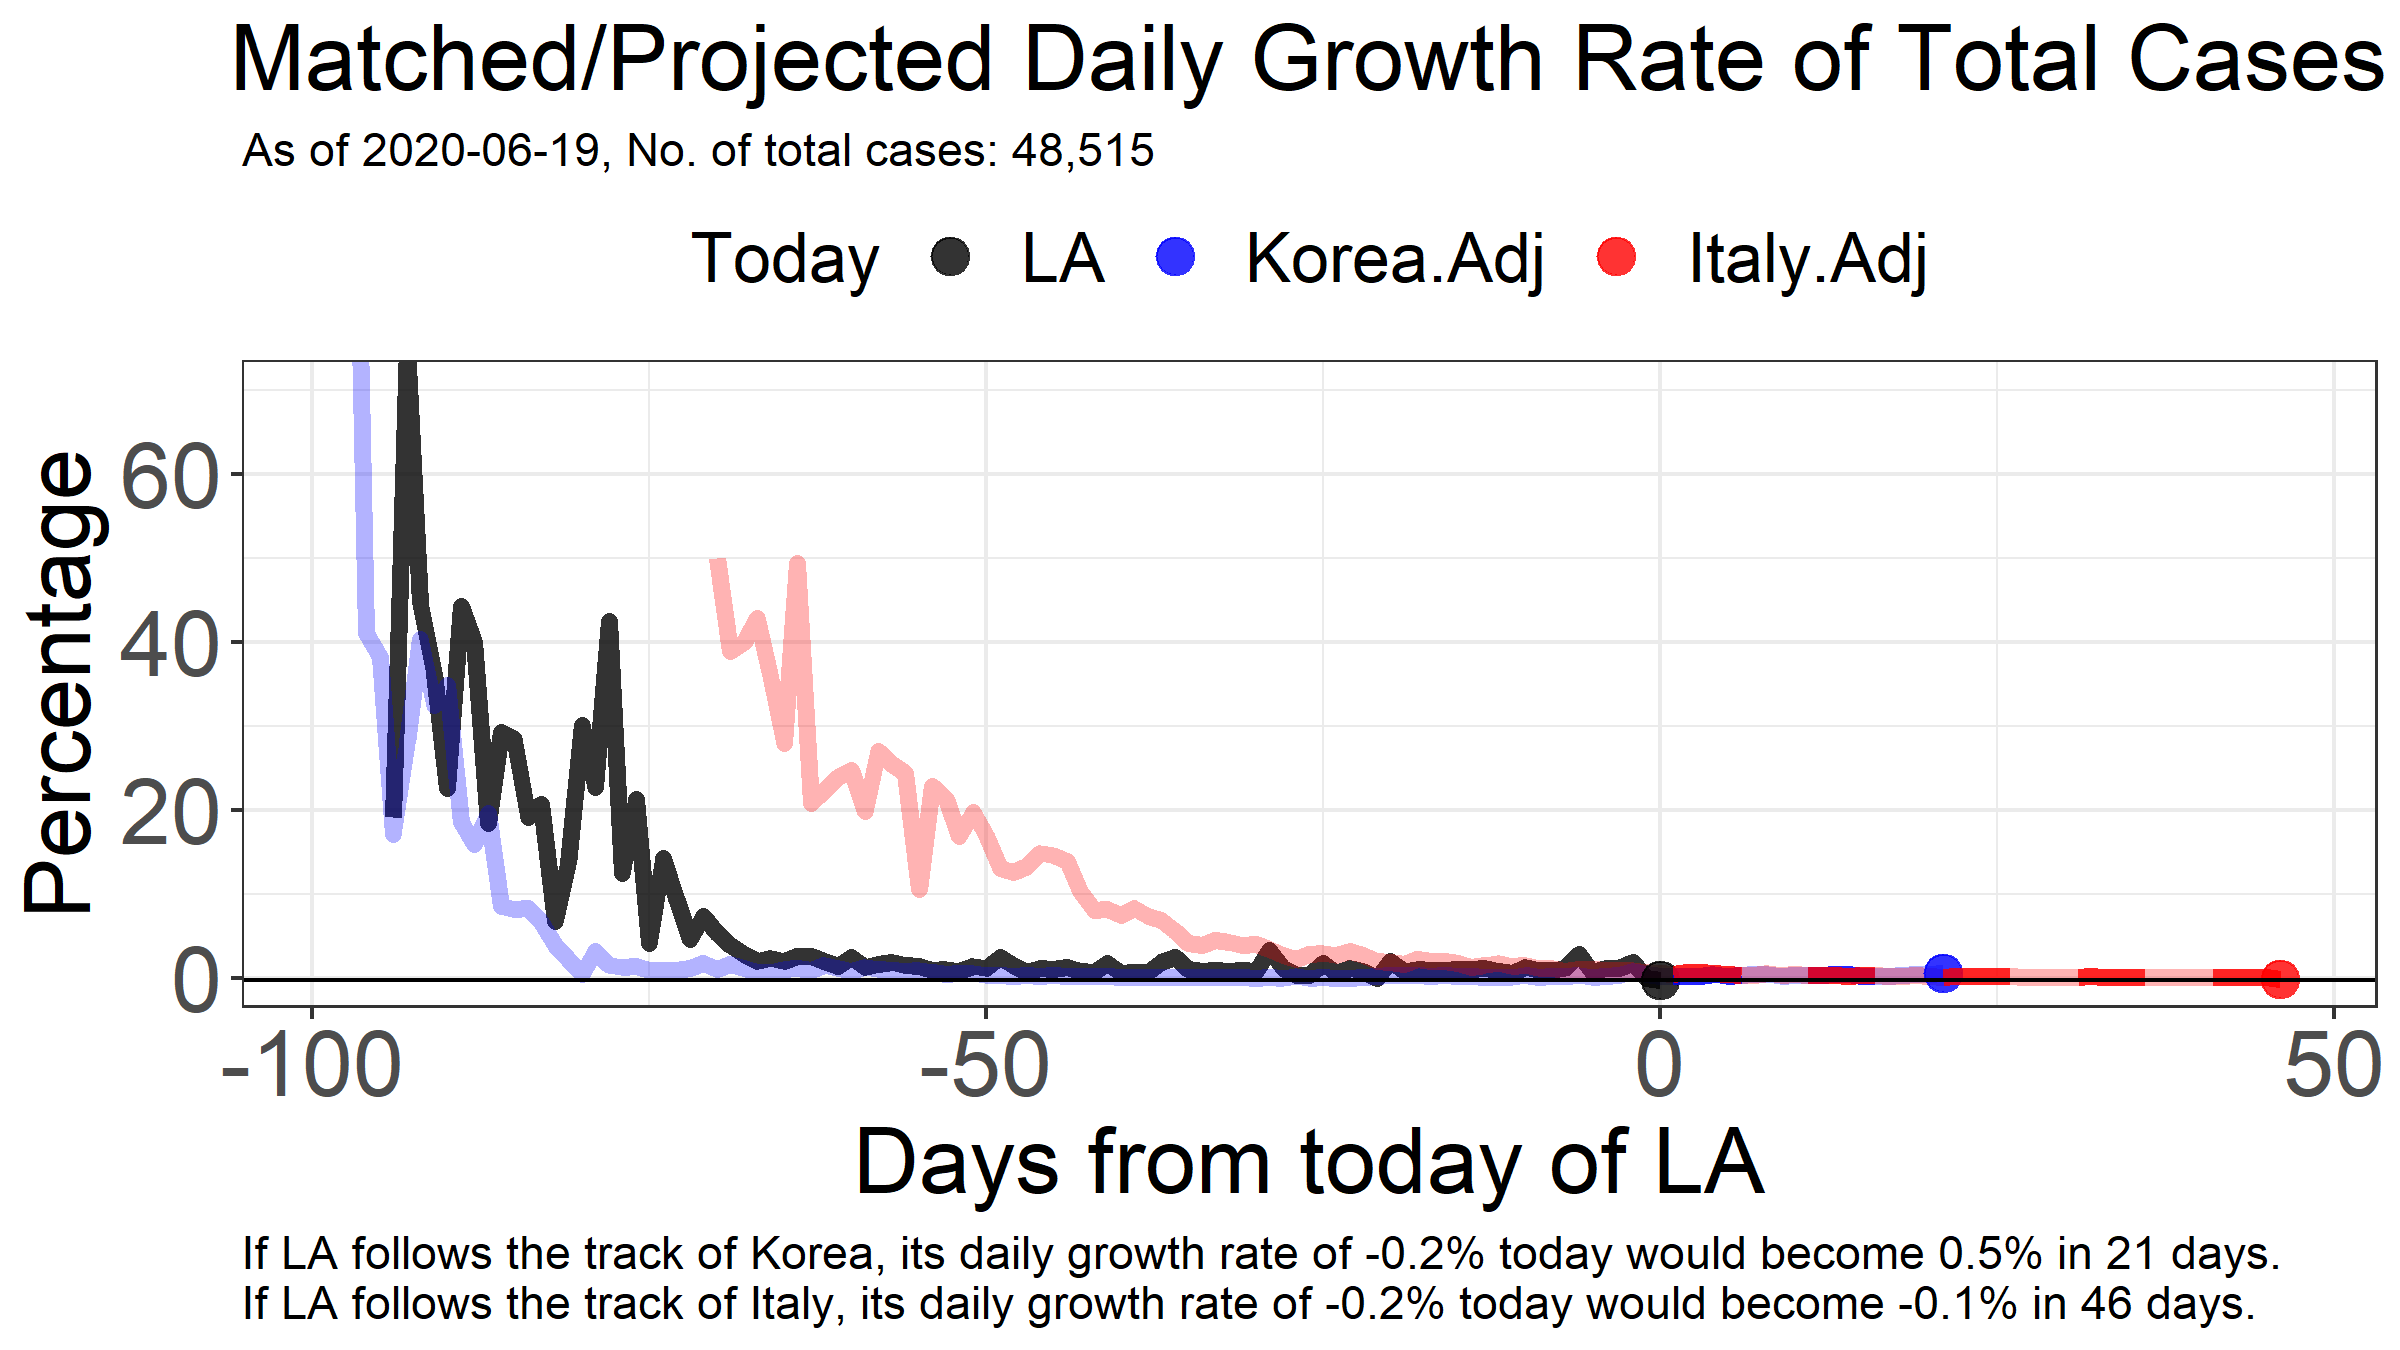 Matched/Projected Daily Growth Rate of Total Cases
As of 2020-06-19, No. of total cases: 48,515
Today LA Korea.Adj Italy.Adj
Percentage
60
40
20
0
-100 -50 0 50
Days from today of LA
If LA follows the track of Korea, its daily growth rate of -0.2% today would become 0.5% in 21 days.
If LA follows the track of Italy, its daily growth rate of -0.2% today would become -0.1% in 46 days.